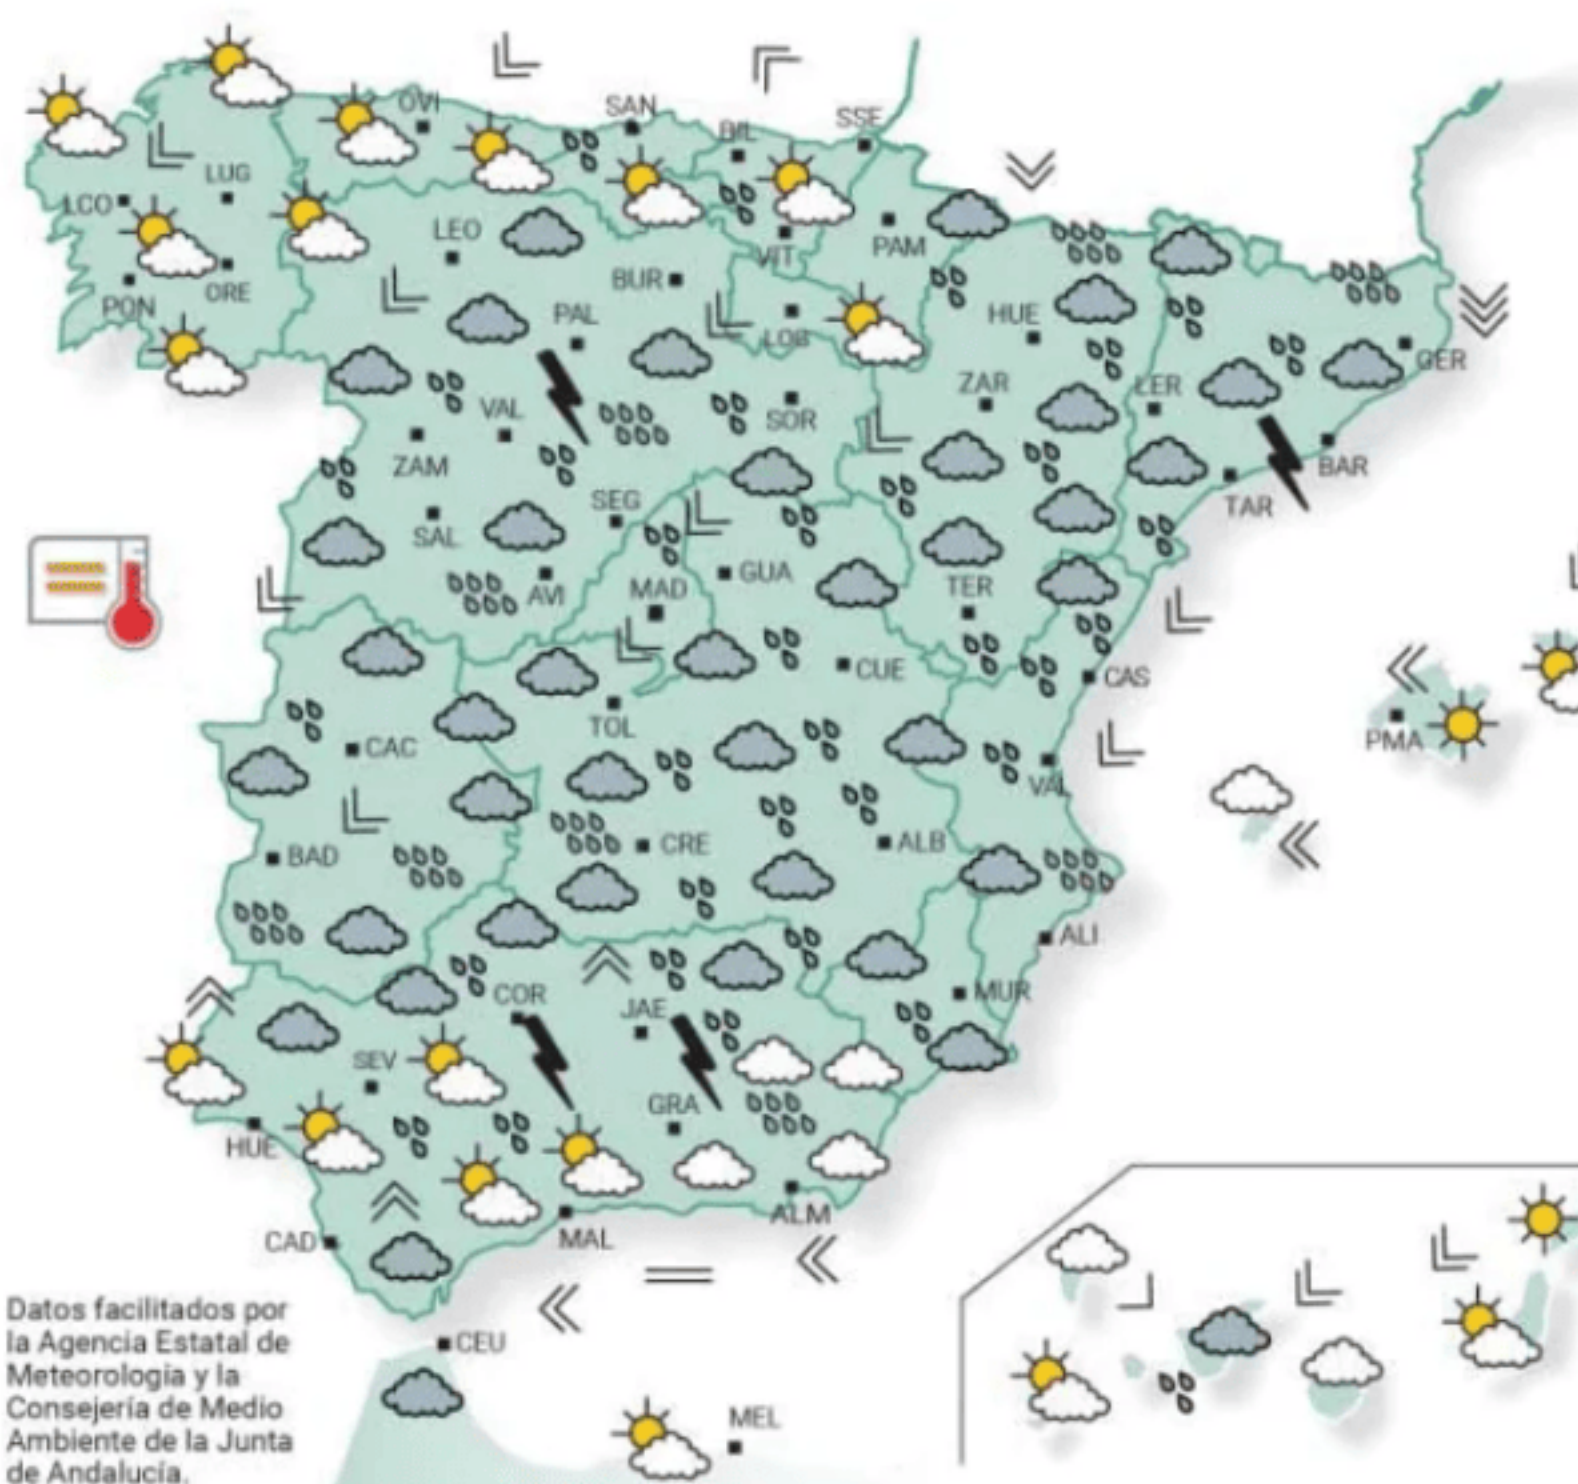 OVI
SAN
BIL
SSE
LUG
LCO
LEO
VIT
PAM
BUR
ORE
PON
PAL
LOB
HUE
GER
ZAR
LER
VAL
SOR
ZAM
BAR
SEG
TAR
SAL
AVI
MAD
GUA
TER
CUE
CAS
TOL
PMA
CAC
VAL
BAD
CRE
ALB
ALI
COR
JAE
MUR
SEV
GRA
HUE
CAD
MAL
ALM
Datos facilitados por
la Agencia Estatal de
Meteorología y la
Consejería de Medio
Ambiente de la Junta
de Andalucía.
CEU
MEL